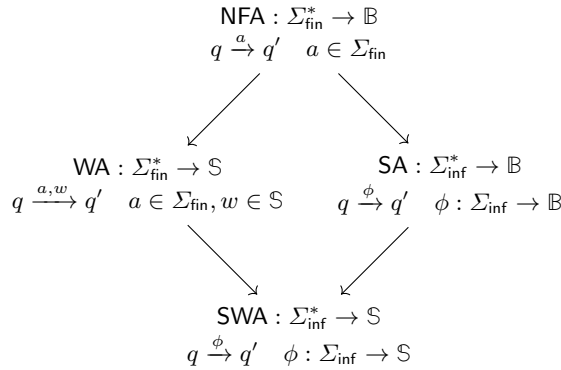 NFA : Σ*fin → 𝔹
q −a→ q′ a ∈ Σfin
WA : Σ*fin → 𝕊
q −a,w→ q′ a ∈ Σfin, w ∈ 𝕊
SA : Σ*inf → 𝔹
q −ϕ→ q′ ϕ : Σinf → 𝔹
SWA : Σ*inf → 𝕊
q −ϕ→ q′ ϕ : Σinf → 𝕊